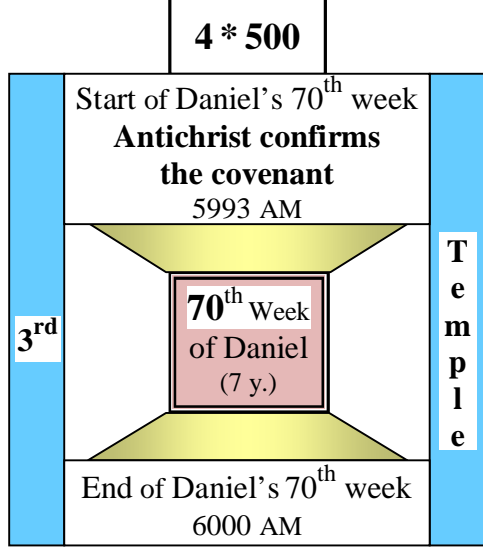 4 * 500
Start of Daniel's 70th week
Antichrist confirms
the covenant
5993 AM
3rd
70th Week
of Daniel
(7 y.)
Temple
End of Daniel's 70th week
6000 AM